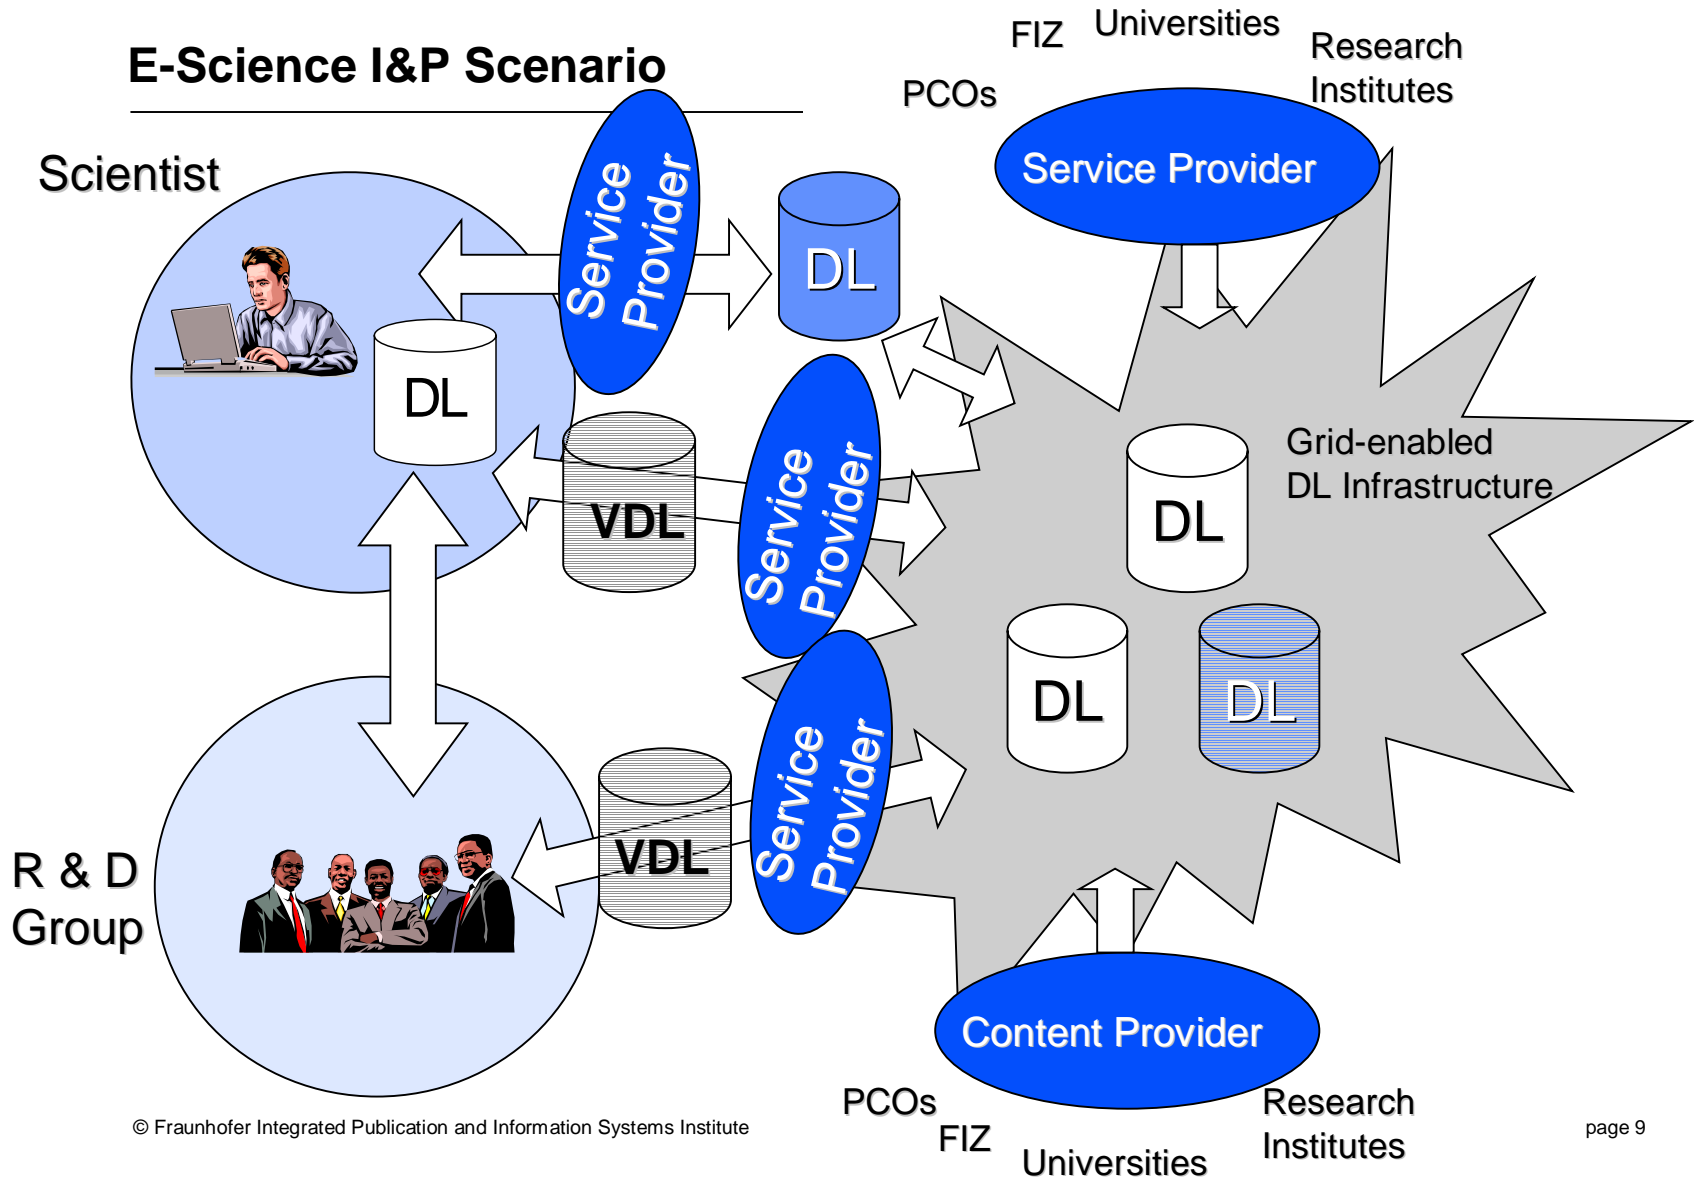 E-Science I&P Scenario
FIZ
Universities
Research
Institutes
PCOs
Service Provider
Scientist
Service
Provider
DL
DL
Service
Provider
VDL
Grid-enabled
DL Infrastructure
DL
DL
DL
Service
Provider
VDL
R & D
Group
Content Provider
PCOs
FIZ
Universities
Research
Institutes
© Fraunhofer Integrated Publication and Information Systems Institute
page 9